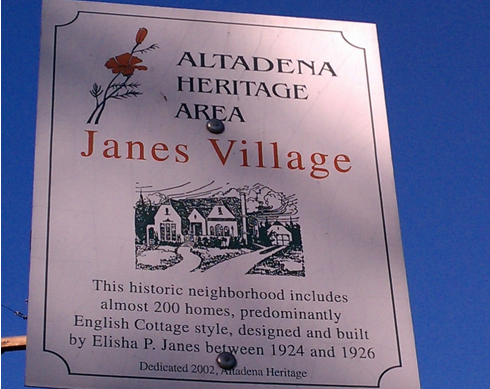 ALTADENA
HERITAGE
AREA
Janes Village
This historic neighborhood includes
almost 200 homes, predominantly
English Cottage style, designed and built
by Elisha P. Janes between 1924 and 1926
Dedicated 2002, Altadena Heritage